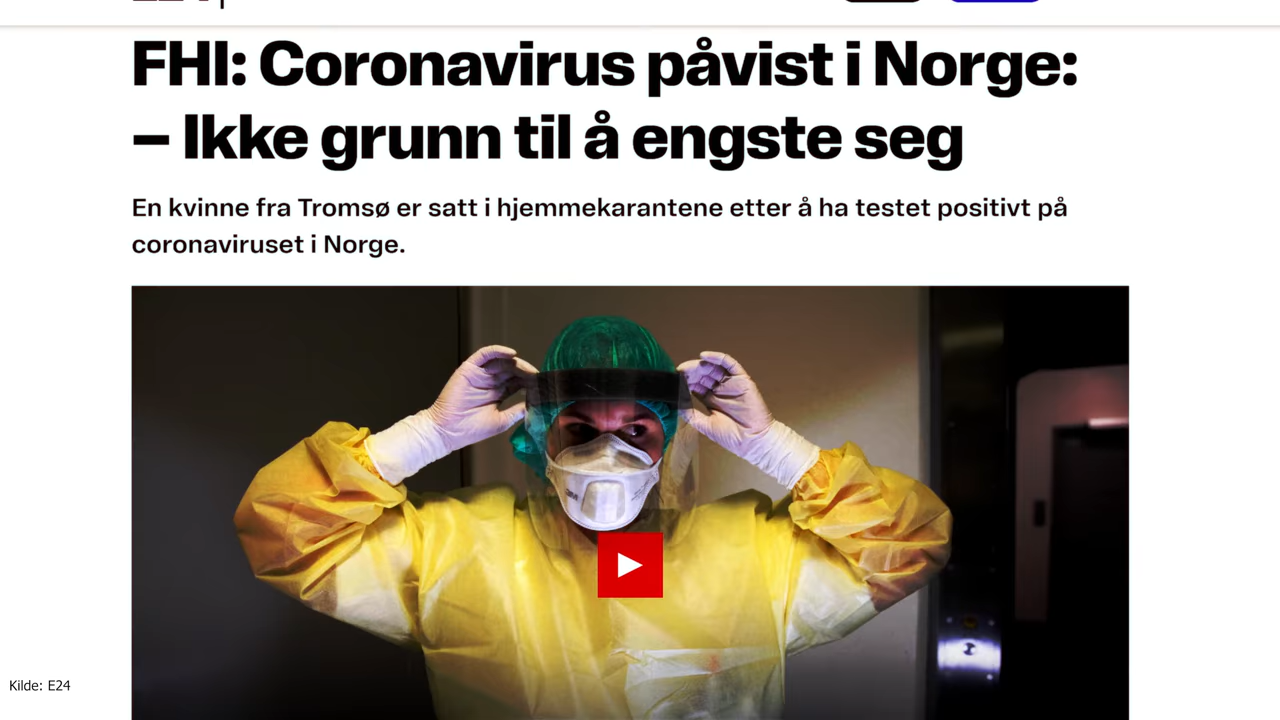 FHI: Coronavirus påvist i Norge:
– Ikke grunn til å engste seg
En kvinne fra Tromsø er satt i hjemmekarantene etter å ha testet positivt på
coronaviruset i Norge.
Kilde: E24